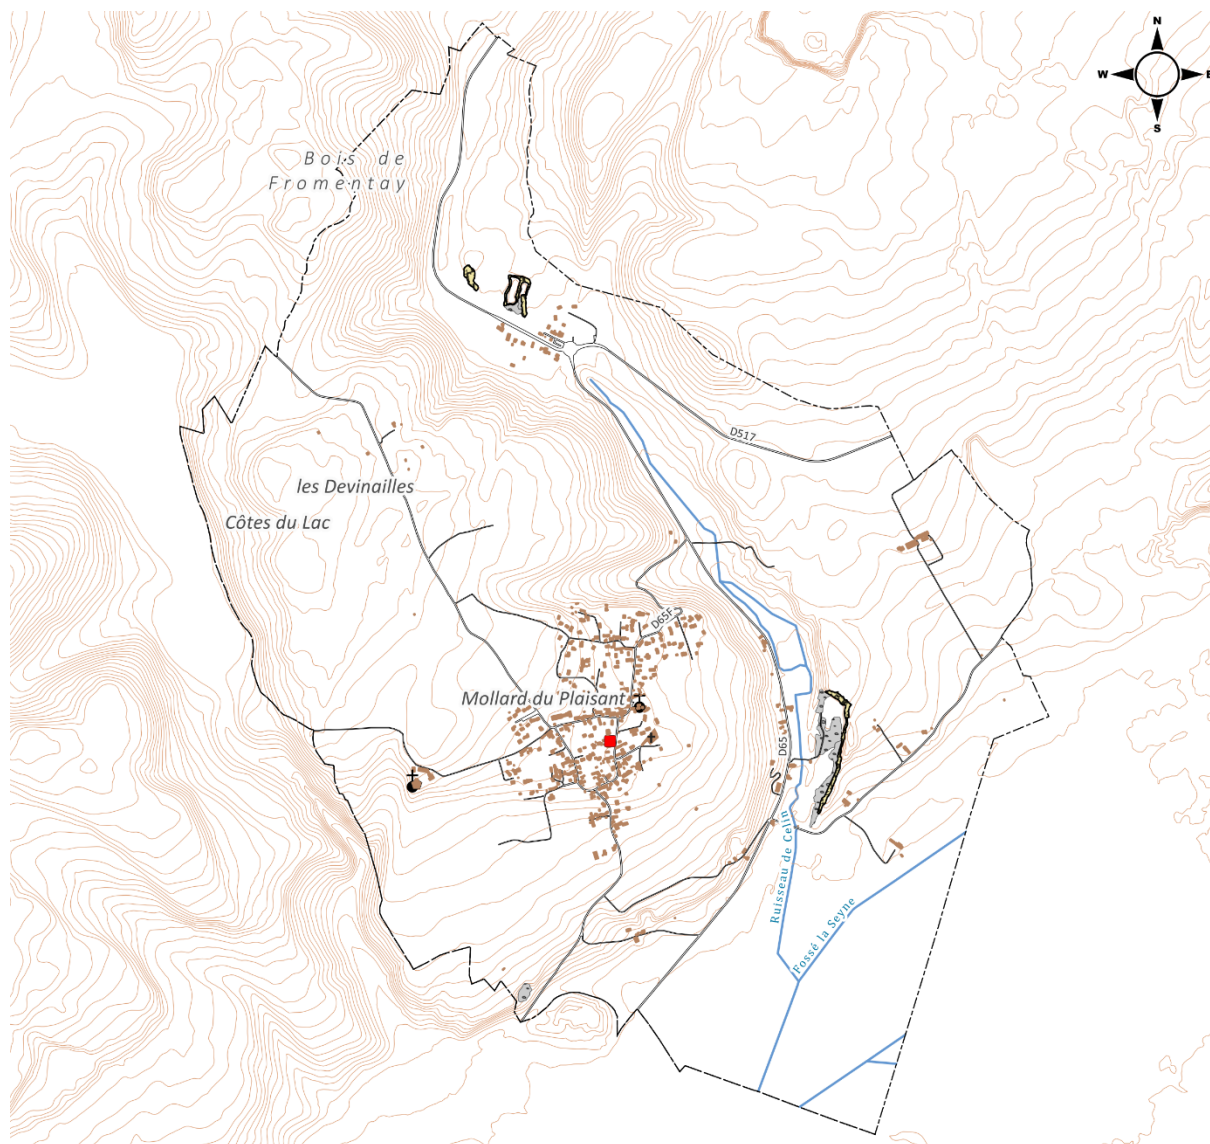 N
W
E
S
Bois de
Fromentay
D517
les Devinailles
Côtes du Lac
D65F
Mollard du Plaisant
D65
Ruisseau de Celin
Fossé la Seyne